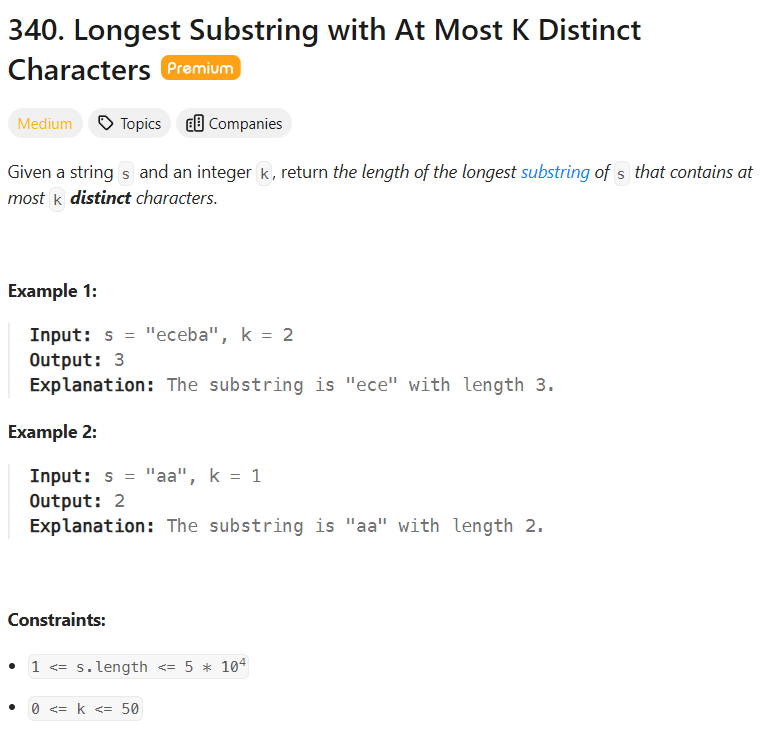 340. Longest Substring with At Most K Distinct
Characters Premium
Medium Topics Companies
Given a string s and an integer k, return the length of the longest substring of s that contains at
most k distinct characters.
Example 1:
Input: s = "eceba", k = 2
Output: 3
Explanation: The substring is "ece" with length 3.
Example 2:
Input: s = "aa", k = 1
Output: 2
Explanation: The substring is "aa" with length 2.
Constraints:
• 1 <= s.length <= 5 * 10⁴
• 0 <= k <= 50